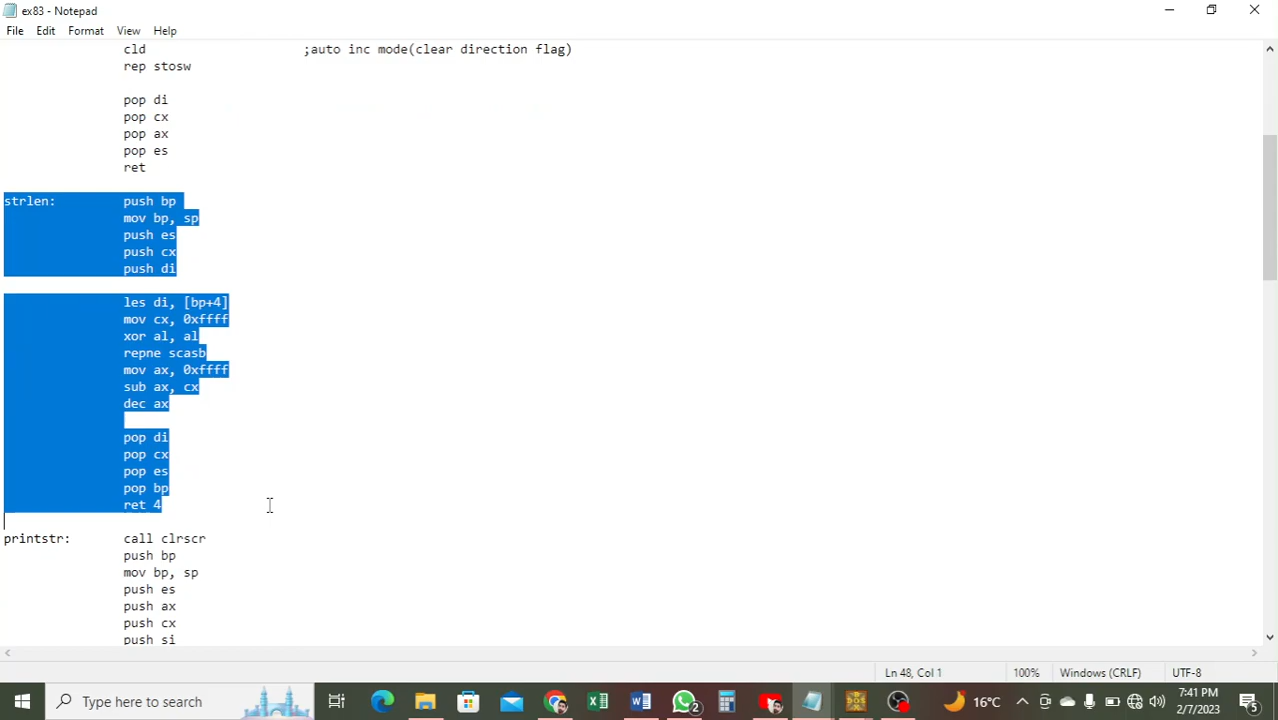 ex83 - Notepad
File Edit Format View Help
cld ;auto inc mode(clear direction flag)
rep stosw
pop di
pop cx
pop ax
pop es
ret
strlen: push bp
mov bp, sp
push es
push cx
push di
les di, [bp+4]
mov cx, 0xffff
xor al, al
repne scasb
mov ax, 0xffff
sub ax, cx
dec ax
pop di
pop cx
pop es
pop bp
ret 4
printstr: call clrscr
push bp
mov bp, sp
push es
push ax
push cx
push si
Ln 48, Col 1 100% Windows (CRLF) UTF-8
Type here to search
2
DOS
16°C
7:41 PM
2/7/2023
5